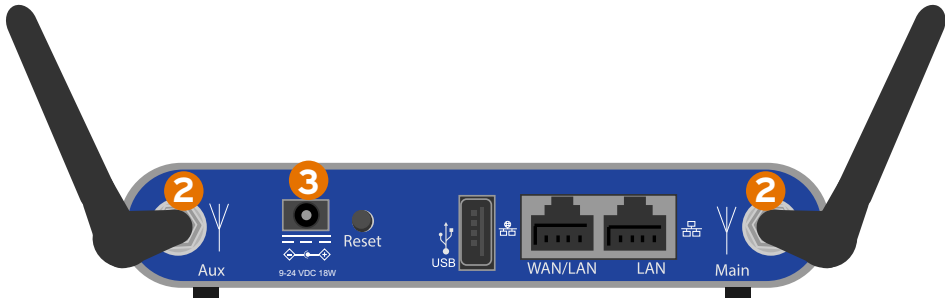 2
3
2
Reset
USB
WAN/LAN
LAN
Aux
9-24 VDC 18W
Main